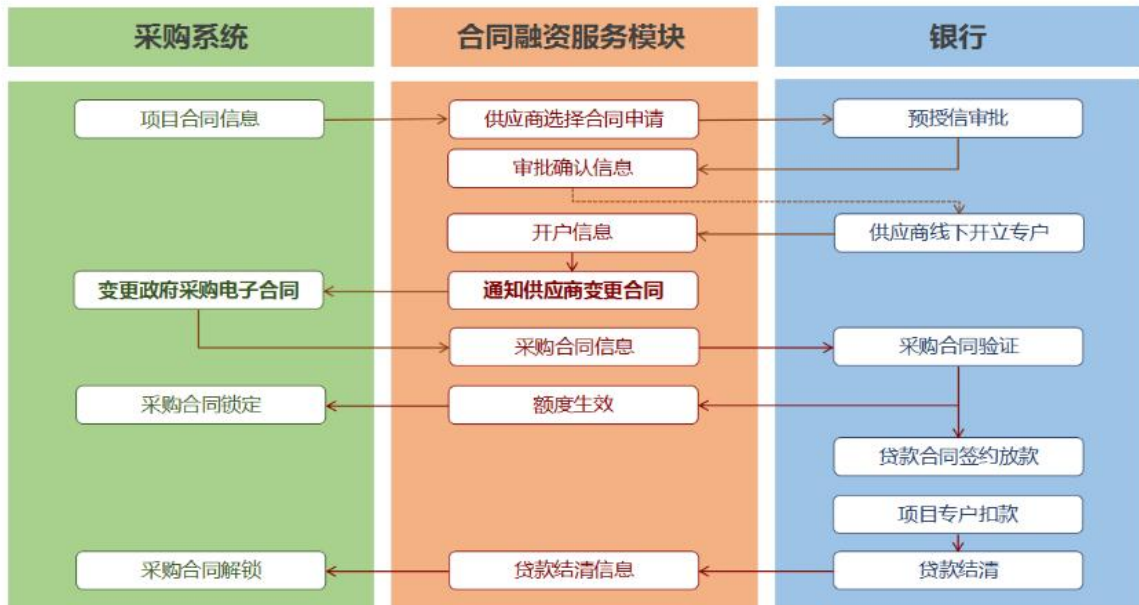 采购系统
合同融资服务模块
银行
项目合同信息
供应商选择合同申请
预授信审批
审批确认信息
开户信息
供应商线下开立专户
变更政府采购电子合同
通知供应商变更合同
采购合同信息
采购合同验证
采购合同锁定
额度生效
贷款合同签约放款
项目专户扣款
采购合同解锁
贷款结清信息
贷款结清